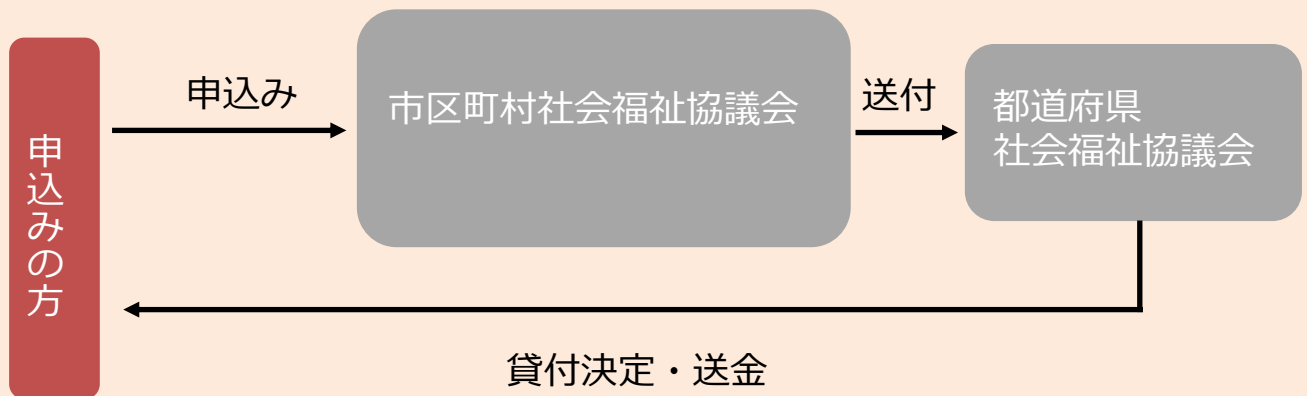 申込みの方
申込み
市区町村社会福祉協議会
送付
都道府県
社会福祉協議会
貸付決定・送金